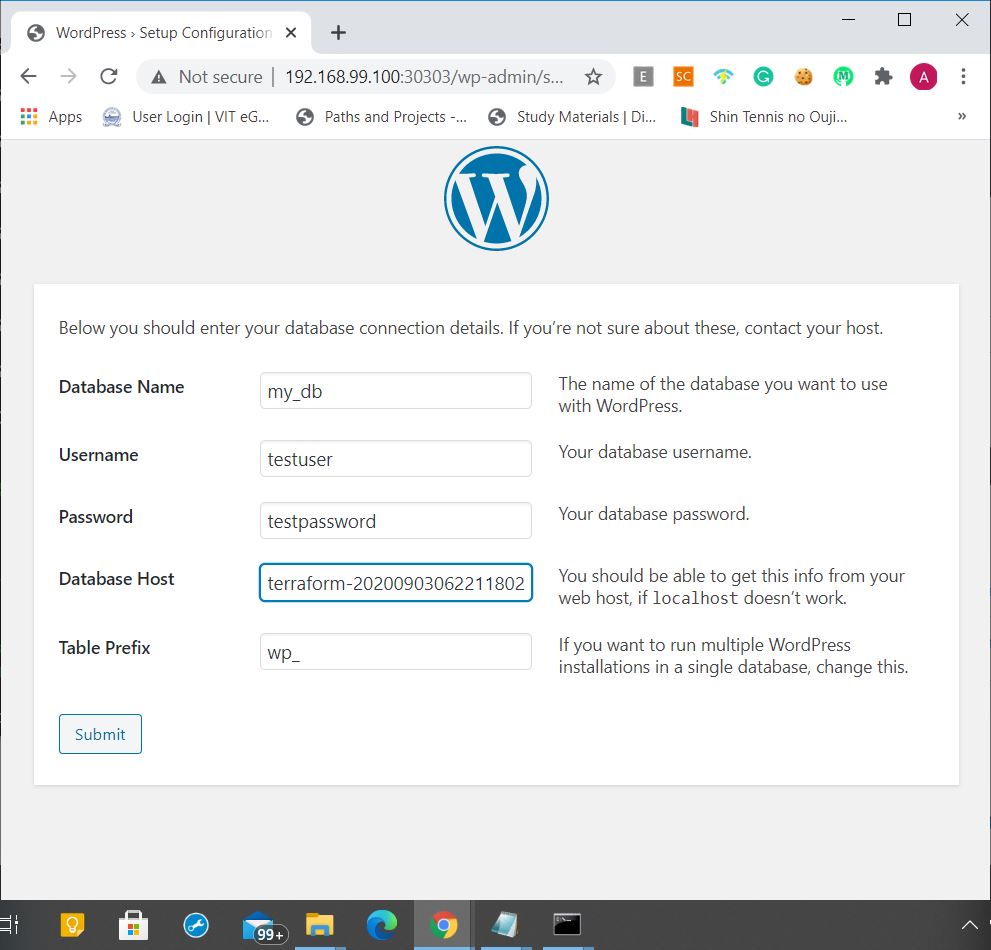 WordPress › Setup Configuration
Not secure | 192.168.99.100:30303/wp-admin/s...
E SC G M A
Apps User Login | VIT eG... Paths and Projects -... Study Materials | Di... Shin Tennis no Ouji... »
W
Below you should enter your database connection details. If you’re not sure about these, contact your host.
Database Name my_db The name of the database you want to use
with WordPress.
Username testuser Your database username.
Password testpassword Your database password.
Database Host terraform-20200903062211802 You should be able to get this info from your
web host, if localhost doesn’t work.
Table Prefix wp_ If you want to run multiple WordPress
installations in a single database, change this.
Submit
99+